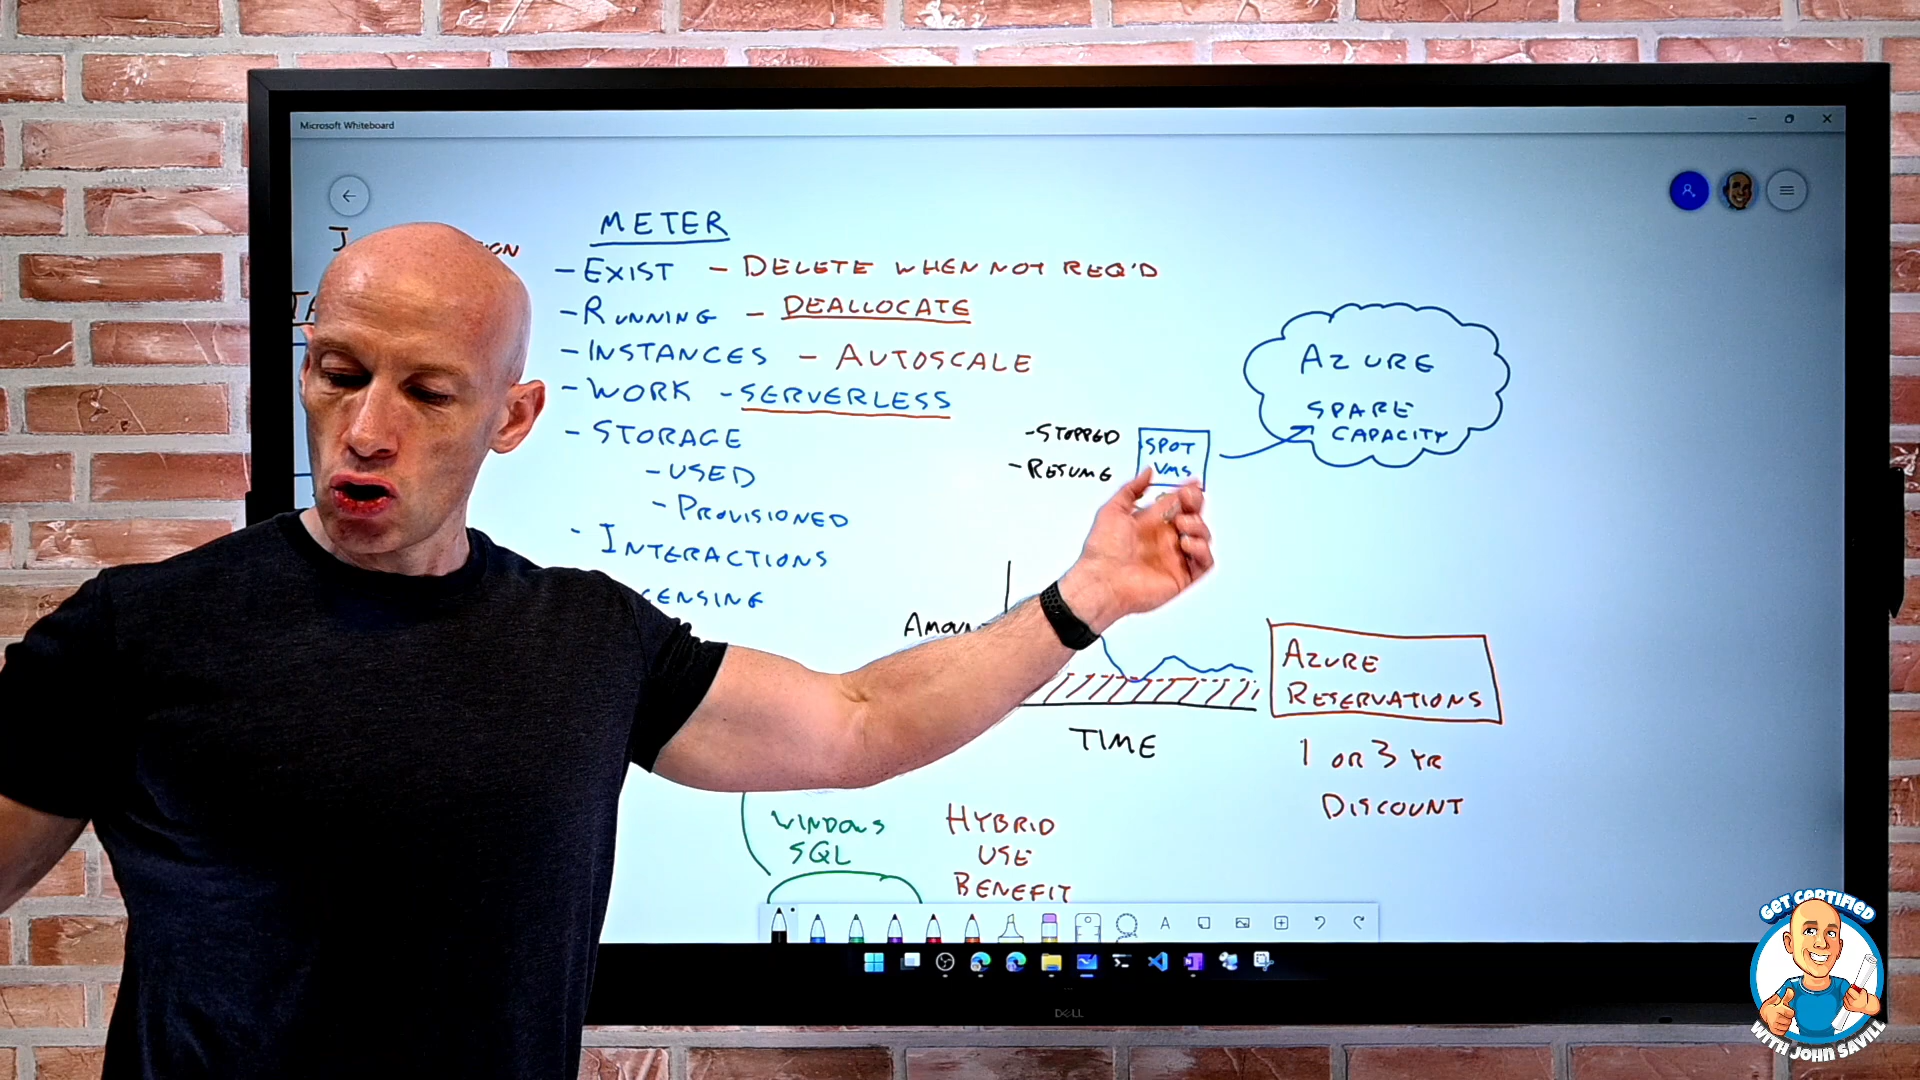 Microsoft Whiteboard
METER
- EXIST - DELETE WHEN NOT REQ'D
- RUNNING - DEALLOCATE
- INSTANCES - AUTOSCALE
- WORK - SERVERLESS
- STORAGE
- USED
- PROVISIONED
- INTERACTIONS
AZURE
SPARE
CAPACITY
- STOPPED
- RESUME
SPOT
VMS
TIME
AZURE
RESERVATIONS
1 OR 3 YR
DISCOUNT
WINDOWS
SQL
HYBRID
USE
BENEFIT
A
DELL
GET CERTIFIED
WITH JOHN SAVILL